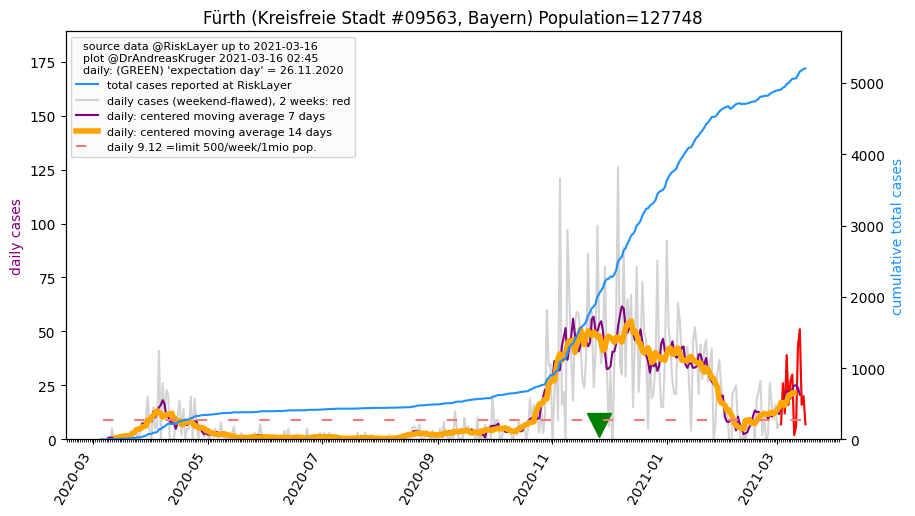 Fürth (Kreisfreie Stadt #09563, Bayern) Population=127748
source data @RiskLayer up to 2021-03-16
plot @DrAndreasKruger 2021-03-16 02:45
daily: (GREEN) 'expectation day' = 26.11.2020
total cases reported at RiskLayer
daily cases (weekend-flawed), 2 weeks: red
daily: centered moving average 7 days
daily: centered moving average 14 days
daily 9.12 =limit 500/week/1mio pop.
daily cases
175
150
125
100
75
50
25
0
cumulative total cases
5000
4000
3000
2000
1000
0
2020-03
2020-05
2020-07
2020-09
2020-11
2021-01
2021-03